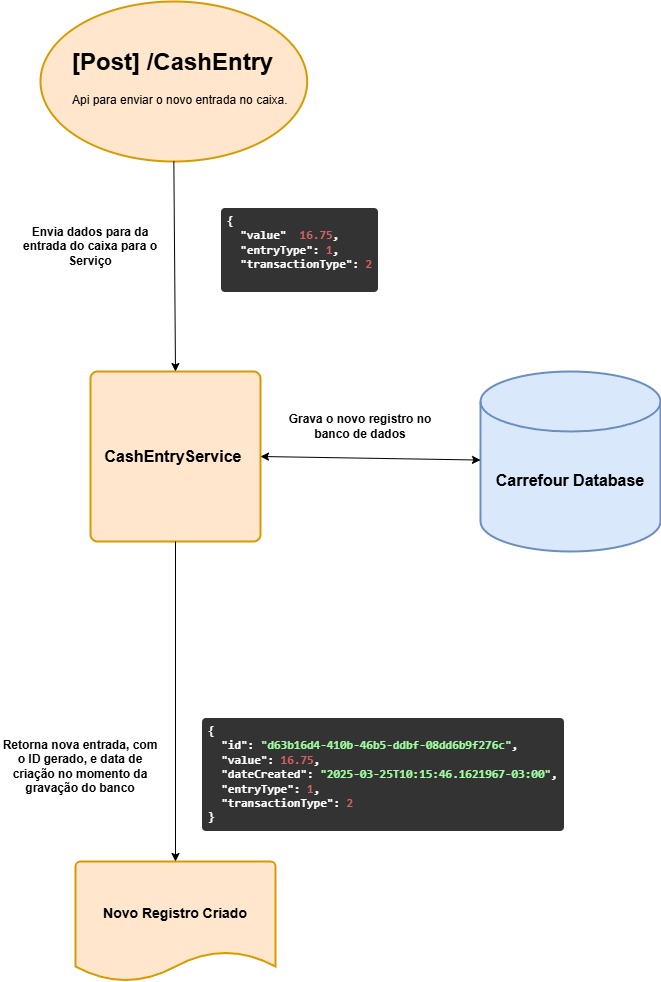 [Post] /CashEntry
Api para enviar o novo entrada no caixa.
Envia dados para da
entrada do caixa para o
Serviço
{
"value"  16.75,
"entryType": 1,
"transactionType": 2
CashEntryService
Grava o novo registro no
banco de dados
Carrefour Database
Retorna nova entrada, com
o ID gerado, e data de
criação no momento da
gravação do banco
{
"id": "d63b16d4-410b-46b5-ddbf-08dd6b9f276c",
"value": 16.75,
"dateCreated": "2025-03-25T10:15:46.1621967-03:00",
"entryType": 1,
"transactionType": 2
}
Novo Registro Criado